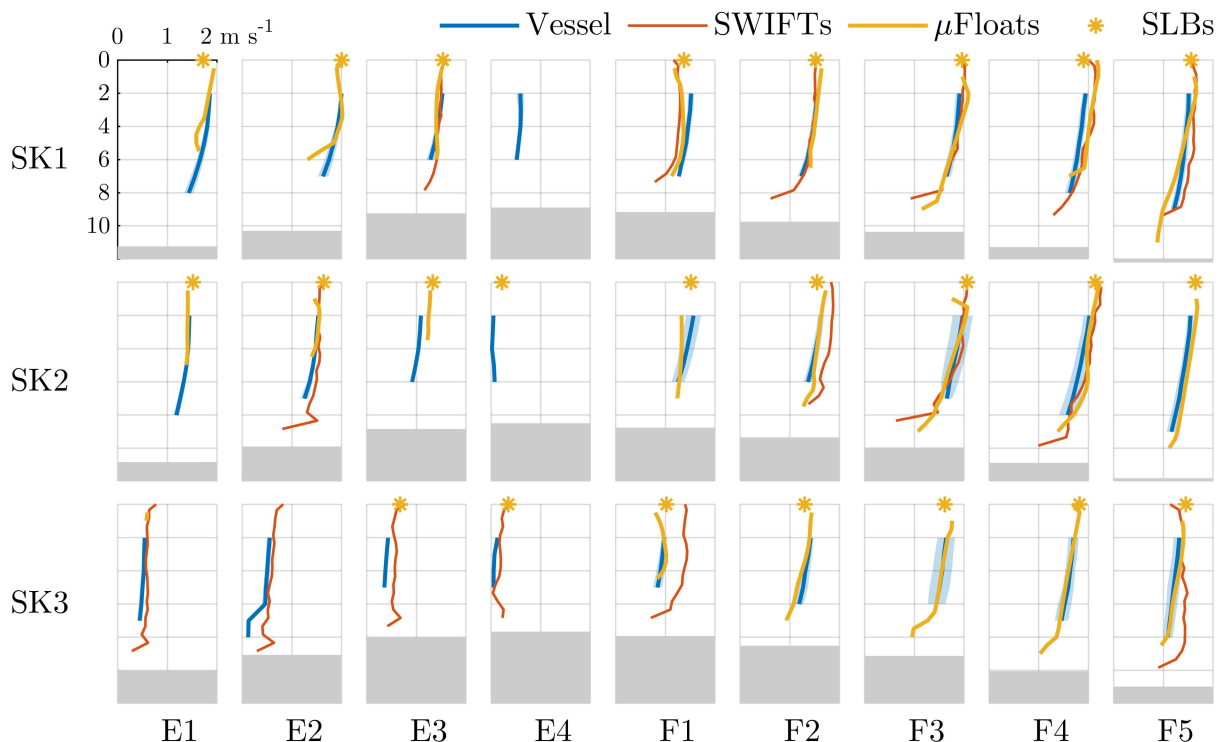 Vessel SWIFTs μFloats SLBs
0 1 2 m s⁻¹
0
2
4
SK1
6
8
10
SK2
SK3
E1 E2 E3 E4 F1 F2 F3 F4 F5